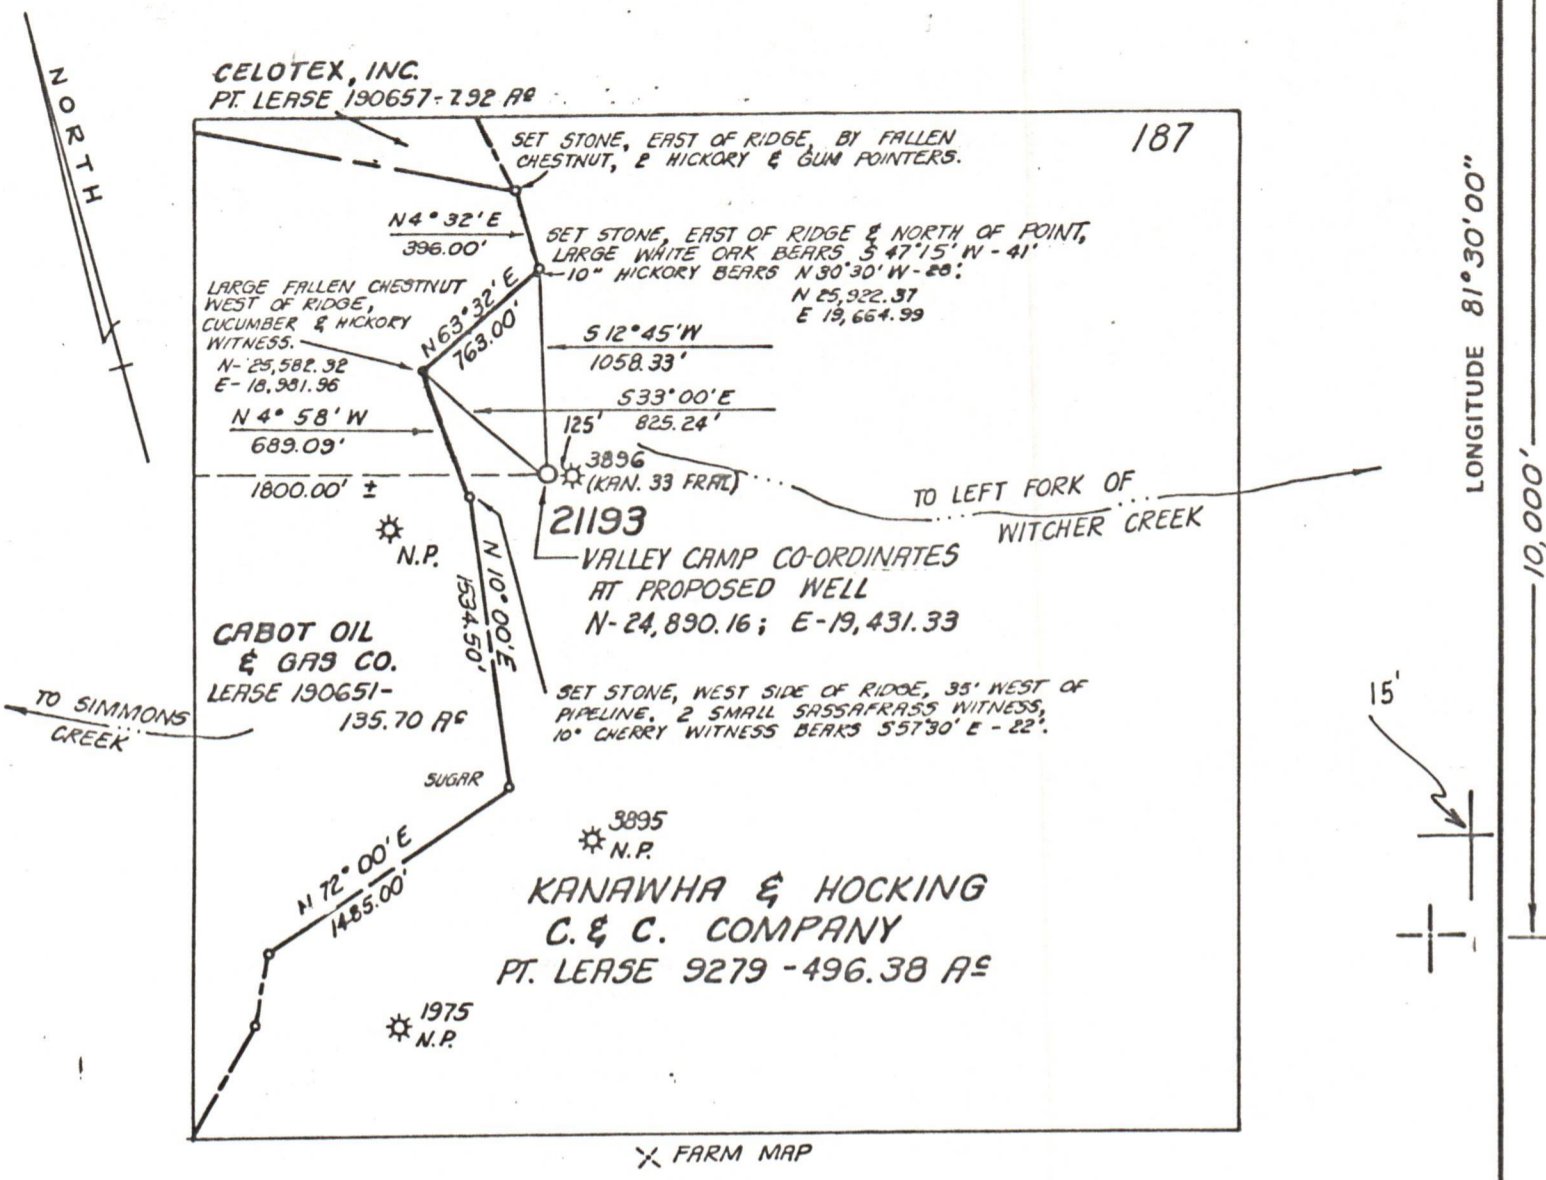 NORTH
CELOTEX, INC.
PT. LEASE 190657-7.92 Ac
187
SET STONE, EAST OF RIDGE, BY FALLEN
CHESTNUT, 2 HICKORY & GUM POINTERS.
N4°32'E
396.00'
SET STONE, EAST OF RIDGE & NORTH OF POINT,
LARGE WHITE OAK BEARS S 47°15' W - 41'
10" HICKORY BEARS N 30°30' W - 28'.
N 25,922.37
E 19,664.99
LARGE FALLEN CHESTNUT
WEST OF RIDGE,
CUCUMBER & HICKORY
WITNESS.
N- 25,582.32
E- 18,981.96
N63°32' E
763.00'
S 12°45'W
1058.33'
S33°00'E
825.24'
N 4° 58' W
689.09'
125'
3896
(KAN. 33 FRAC)
1800.00' ±
21193
TO LEFT FORK OF
WITCHER CREEK
N.P.
VALLEY CAMP CO-ORDINATES
AT PROPOSED WELL
N-24,890.16; E-19,431.33
N 10°00'E
1534.50'
CABOT OIL
& GAS CO.
LEASE 190651-
135.70 Ac
TO SIMMONS
CREEK
SET STONE, WEST SIDE OF RIDGE, 35' WEST OF
PIPELINE. 2 SMALL SASSAFRASS WITNESS,
10" CHERRY WITNESS BEARS S57°30' E - 22'.
SUGAR
3895
N.P.
N 72°00'E
1485.00'
KANAWHA & HOCKING
C. & C. COMPANY
PT. LEASE 9279 -496.38 Ac
1975
N.P.
FARM MAP
LONGITUDE 81°30'00"
10,000'
15'